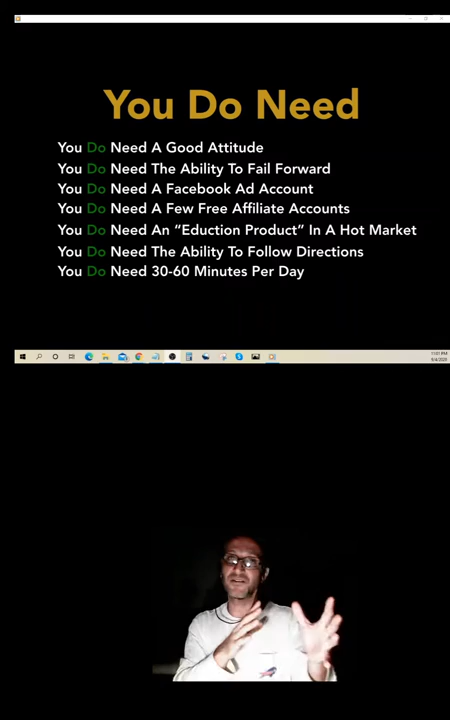 You Do Need
You Do Need A Good Attitude
You Do Need The Ability To Fail Forward
You Do Need A Facebook Ad Account
You Do Need A Few Free Affiliate Accounts
You Do Need An “Eduction Product” In A Hot Market
You Do Need The Ability To Follow Directions
You Do Need 30-60 Minutes Per Day